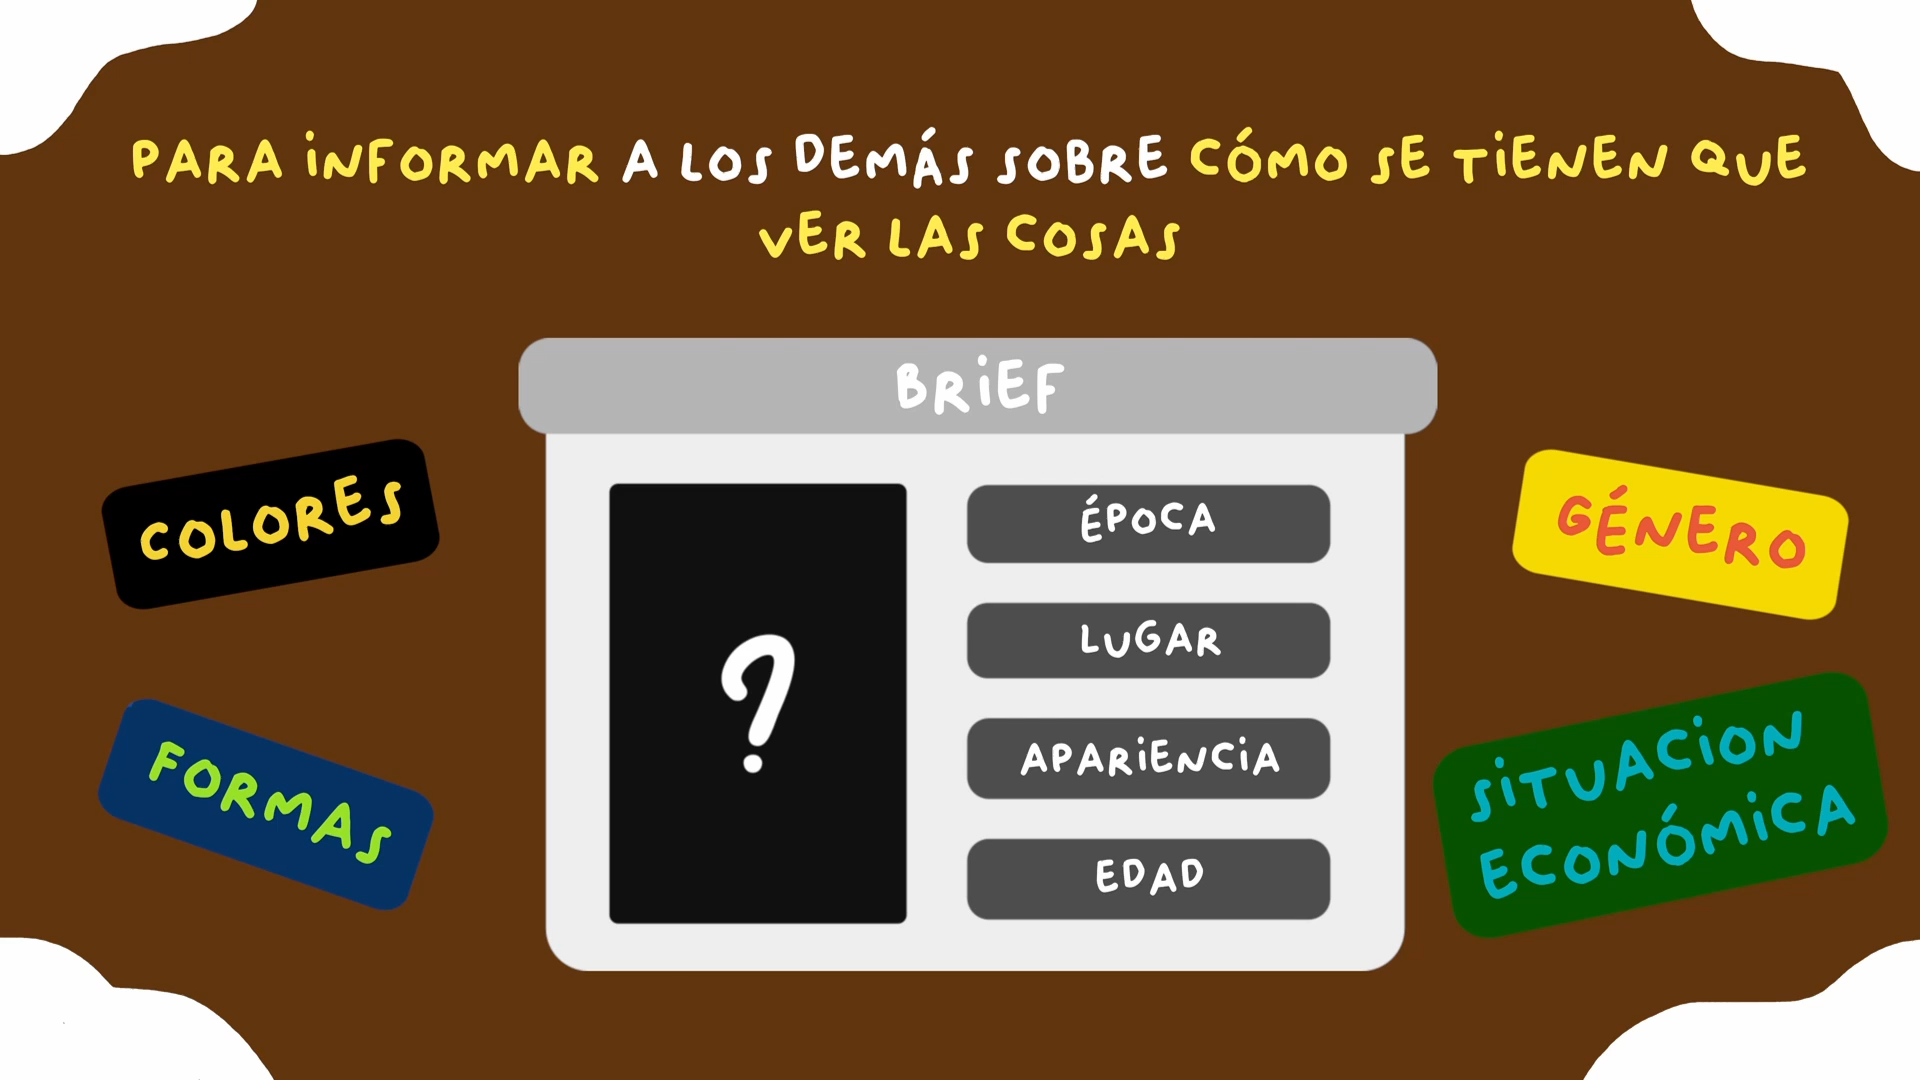 PARA INFORMAR A LOS DEMÁS SOBRE CÓMO SE TIENEN QUE
VER LAS COSAS
BRIEF
COLORES
FORMAS
?
ÉPOCA
LUGAR
APARIENCIA
EDAD
GÉNERO
SITUACION
ECONÓMICA